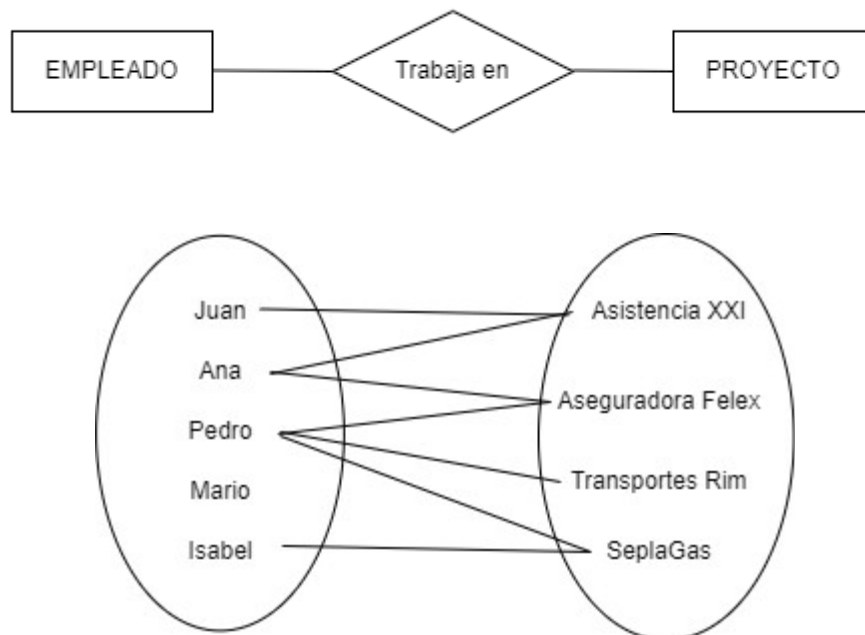 EMPLEADO
Trabaja en
PROYECTO
Juan
Asistencia XXI
Ana
Aseguradora Felex
Pedro
Transportes Rim
Mario
Isabel
SeplaGas